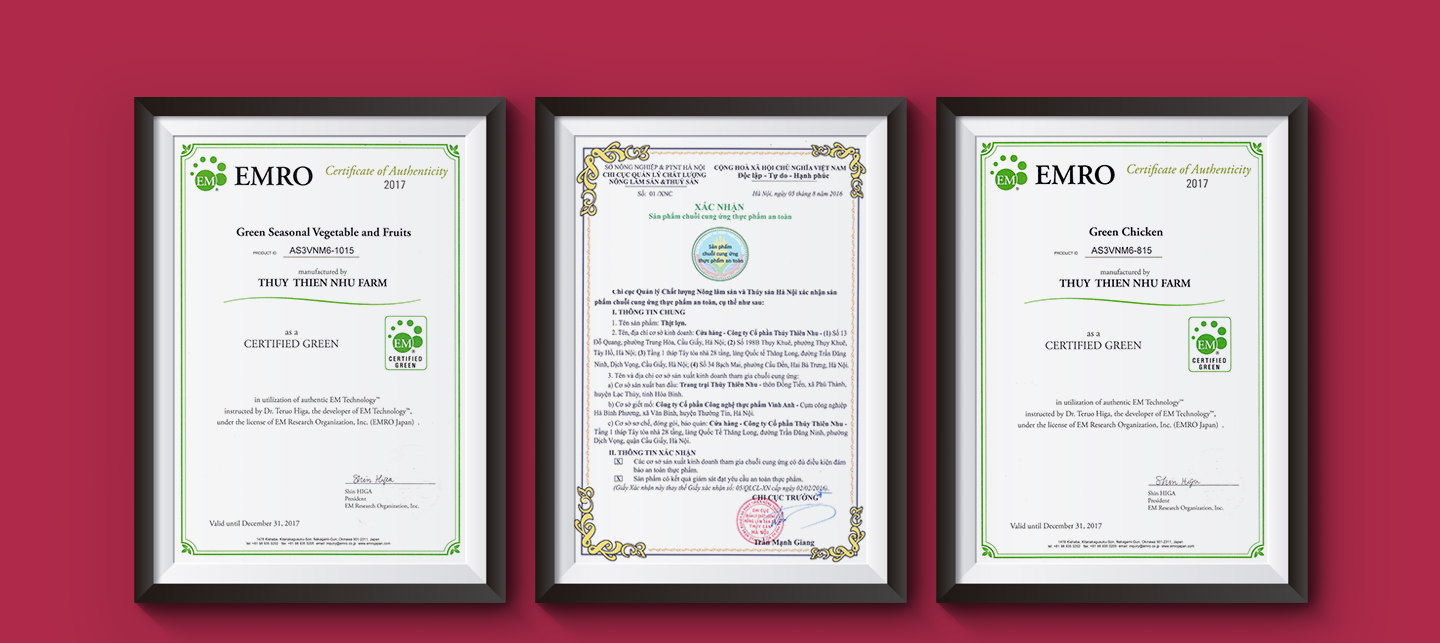 EM
EMRO
Certificate of Authenticity
2017
Green Seasonal Vegetable and Fruits
PRODUCT ID AS3VNM6-1015
manufactured by
THUY THIEN NHU FARM
as a
CERTIFIED GREEN
EM®
CERTIFIED
GREEN
in utilization of authentic EM Technology™
instructed by Dr. Teruo Higa, the developer of EM Technology™,
under the license of EM Research Organization, Inc. (EMRO Japan) .
Shin Higa
Shin HIGA
President
EM Research Organization, Inc.
Valid until December 31, 2017
SỞ NÔNG NGHIỆP & PTNT HÀ NỘI
CHI CỤC QUẢN LÝ CHẤT LƯỢNG
NÔNG LÂM SẢN & THUỶ SẢN
Số: 01 /XNC
CỘNG HOÀ XÃ HỘI CHỦ NGHĨA VIỆT NAM
Độc lập - Tự do - Hạnh phúc
Hà Nội, ngày 05 tháng 8 năm 2016
XÁC NHẬN
Sản phẩm chuỗi cung ứng thực phẩm an toàn
Sản phẩm
chuỗi cung ứng
thực phẩm an toàn
Chi cục Quản lý Chất lượng Nông lâm sản và Thủy sản Hà Nội xác nhận sản
phẩm chuỗi cung ứng thực phẩm an toàn, cụ thể như sau:
I. THÔNG TIN CHUNG
1. Tên sản phẩm: Thịt lợn.
2. Tên, địa chỉ cơ sở kinh doanh: Cửa hàng - Công ty Cổ phần Thủy Thiên Nhu - (1) Số 13
Đỗ Quang, phường Trung Hòa, Cầu Giấy, Hà Nội; (2) Số 198B Thụy Khuê, phường Thụy Khuê,
Tây Hồ, Hà Nội; (3) Tầng 1 tháp Tây tòa nhà 28 tầng, làng Quốc tế Thăng Long, đường Trần Đăng
Ninh, Dịch Vọng, Cầu Giấy, Hà Nội; (4) Số 34 Bạch Mai, phường Cầu Dền, Hai Bà Trưng, Hà Nội.
3. Tên và địa chỉ cơ sở sản xuất kinh doanh tham gia chuỗi cung ứng:
a) Cơ sở sản xuất ban đầu: Trang trại Thủy Thiên Nhu - thôn Đồng Tiến, xã Phú Thành,
huyện Lạc Thủy, tỉnh Hòa Bình.
b) Cơ sở giết mổ: Công ty Cổ phần Công nghệ thực phẩm Vinh Anh - Cụm công nghiệp
Hà Bình Phương, xã Văn Bình, huyện Thường Tín, Hà Nội.
c) Cơ sở sơ chế, đóng gói, bảo quản: Cửa hàng - Công ty Cổ phần Thủy Thiên Nhu -
Tầng 1 tháp Tây tòa nhà 28 tầng, làng Quốc Tế Thăng Long, đường Trần Đăng Ninh, phường
Dịch Vọng, quận Cầu Giấy, Hà Nội.
II. THÔNG TIN XÁC NHẬN
X Các cơ sở sản xuất kinh doanh tham gia chuỗi cung ứng có đủ điều kiện đảm
bảo an toàn thực phẩm.
X Sản phẩm có kết quả giám sát đạt yêu cầu an toàn thực phẩm.
(Giấy Xác nhận này thay thế Giấy xác nhận số: 05/QLCL-XN cấp ngày 02/02/2016).
CHI CỤC TRƯỞNG
Trần Mạnh Giang
EM
EMRO
Certificate of Authenticity
2017
Green Chicken
PRODUCT ID AS3VNM6-815
manufactured by
THUY THIEN NHU FARM
as a
CERTIFIED GREEN
EM®
CERTIFIED
GREEN
in utilization of authentic EM Technology™
instructed by Dr. Teruo Higa, the developer of EM Technology™,
under the license of EM Research Organization, Inc. (EMRO Japan) .
Shin Higa
Shin HIGA
President
EM Research Organization, Inc.
Valid until December 31, 2017